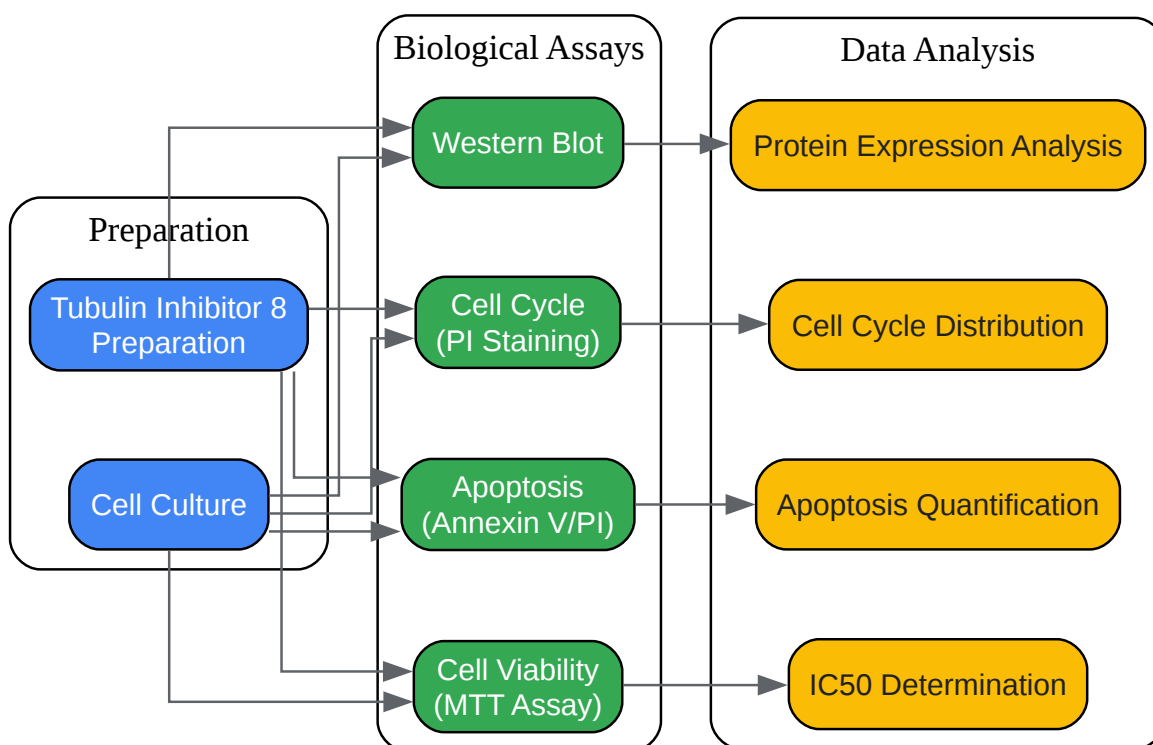 Preparation
Tubulin Inhibitor 8
Preparation
Cell Culture
Biological Assays
Western Blot
Cell Cycle
(PI Staining)
Apoptosis
(Annexin V/PI)
Cell Viability
(MTT Assay)
Data Analysis
Protein Expression Analysis
Cell Cycle Distribution
Apoptosis Quantification
IC50 Determination